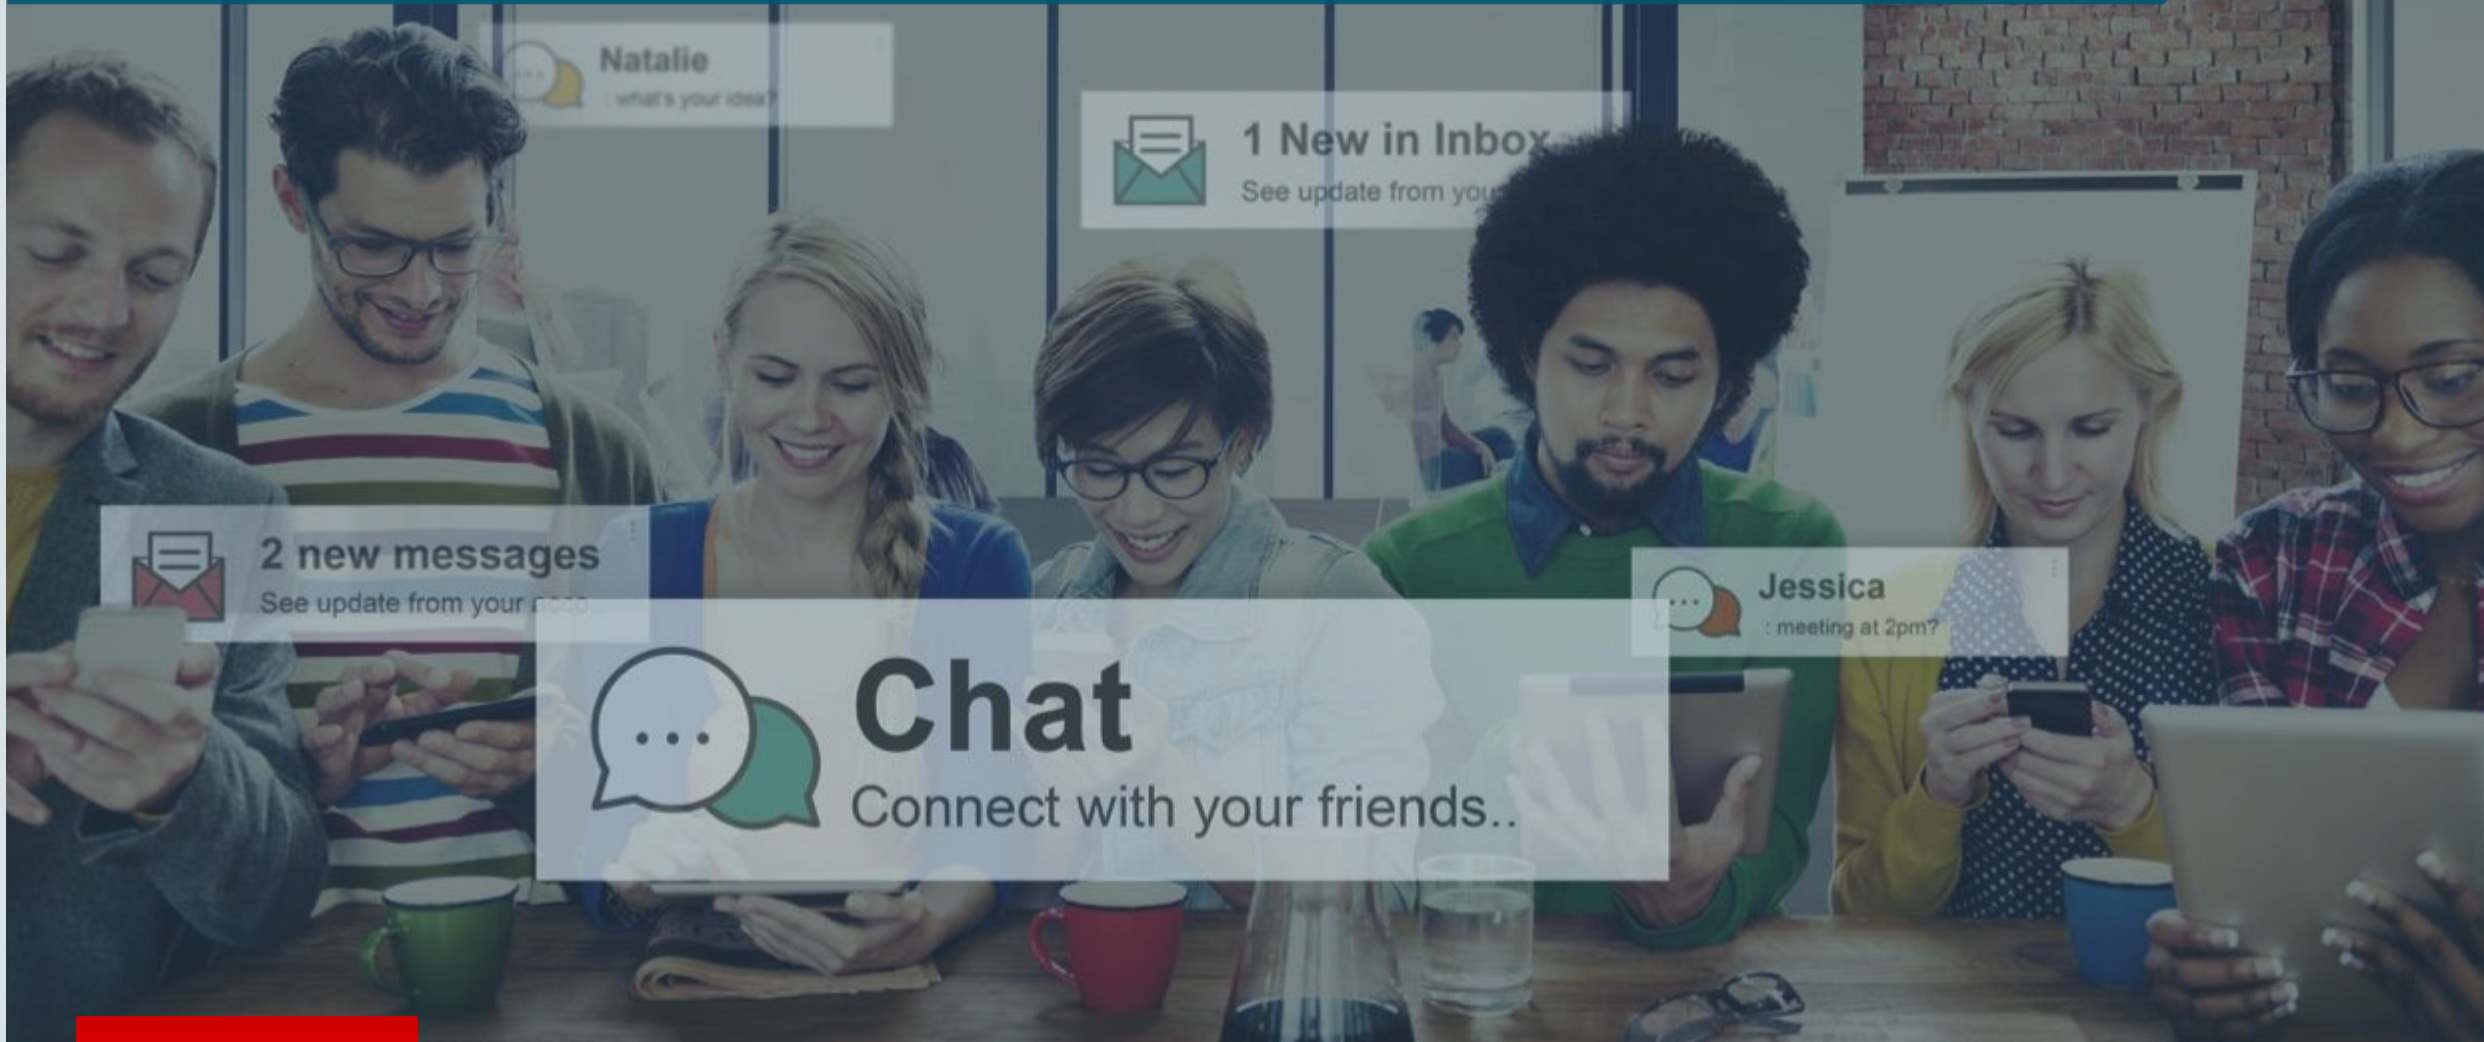 Natalie
: what's your idea?
1 New in Inbox
See update from you
2 new messages
See update from your acco...
Jessica
: meeting at 2pm?
Chat
Connect with your friends..